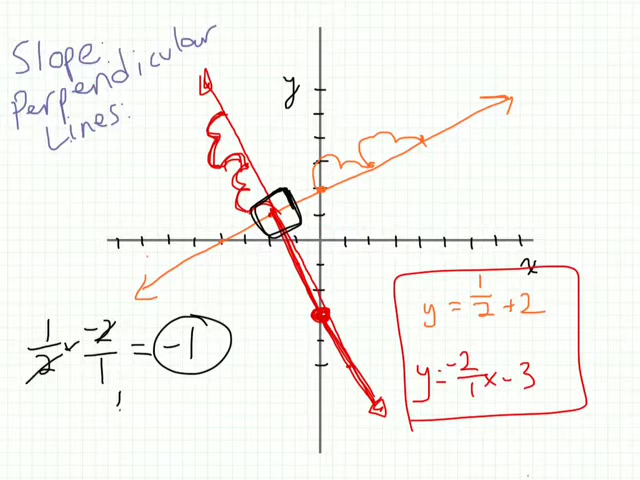 Slope:
Perpendicular
Lines:
y
x
y = 1/2 + 2
y = -2/1 x - 3
1/2 · -2/1 = -1